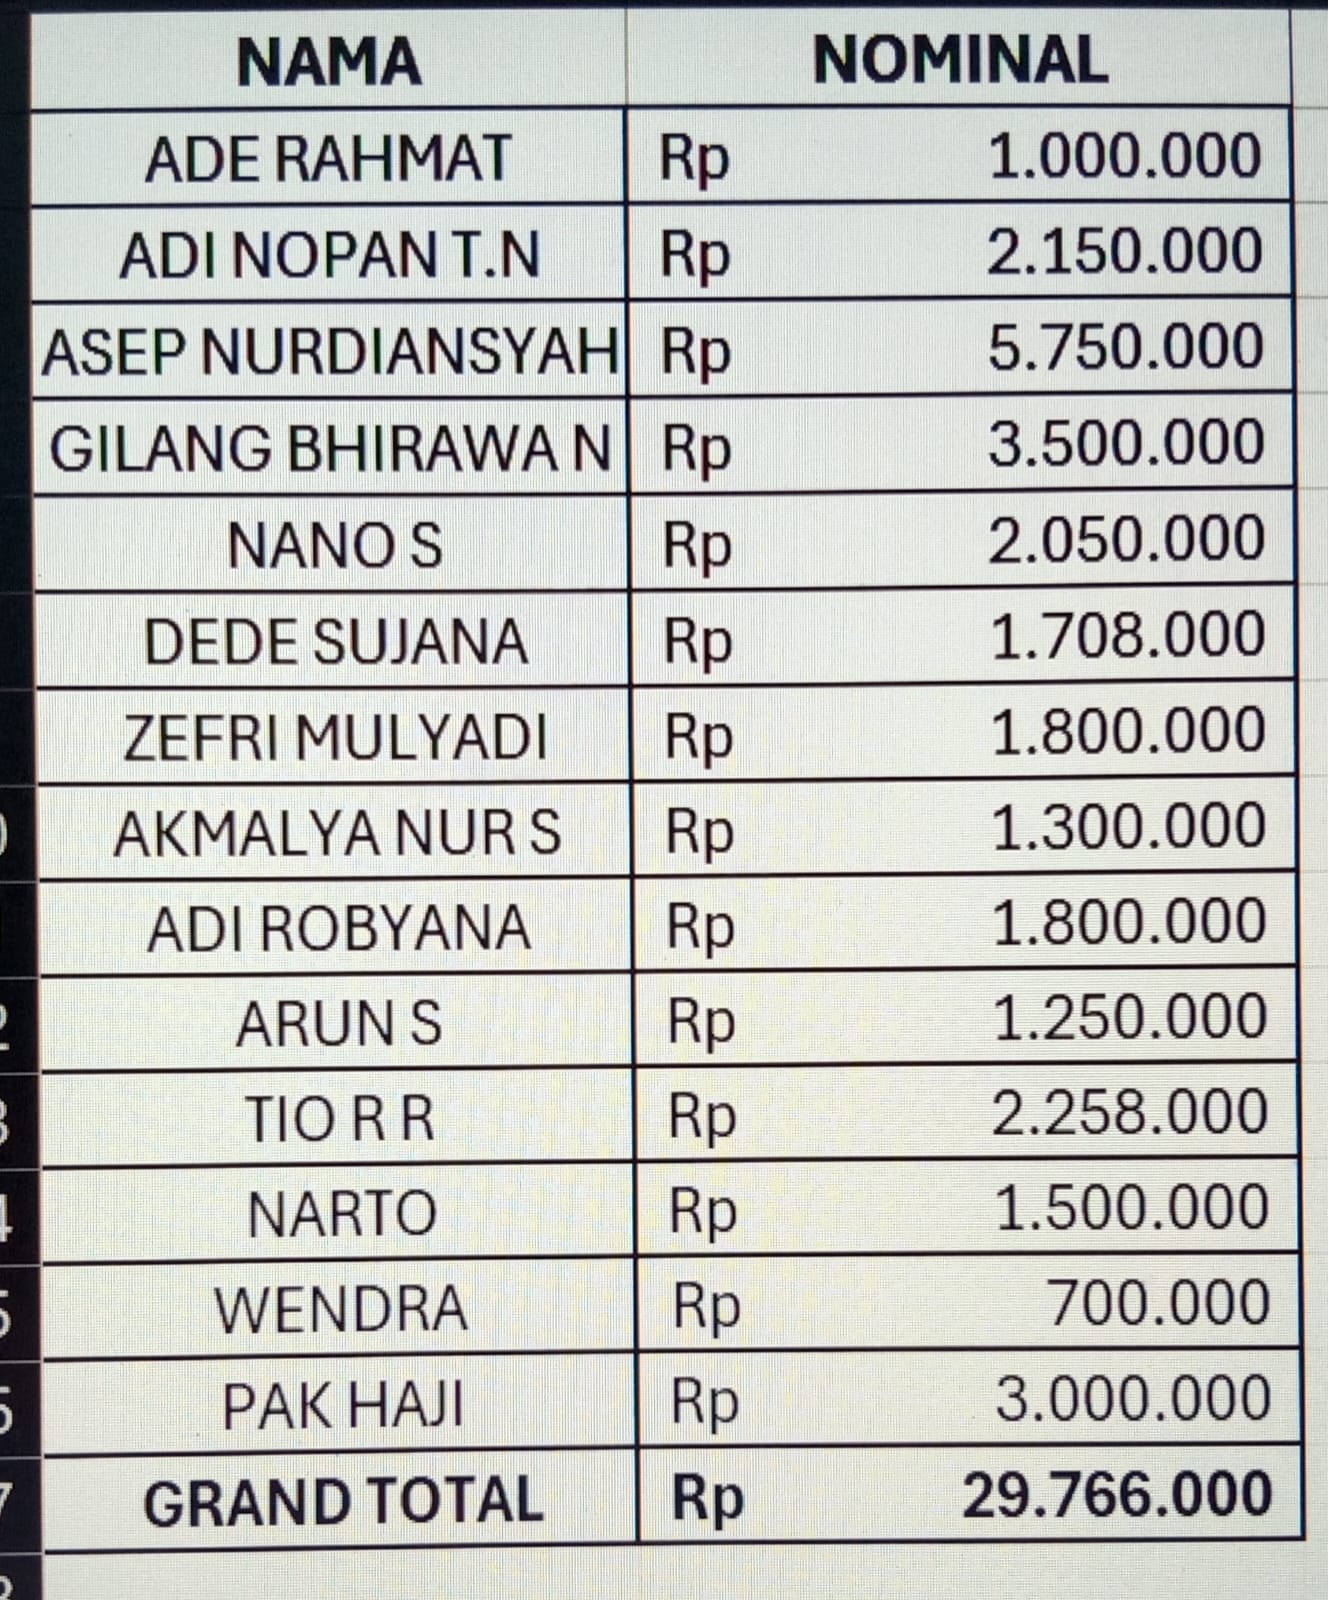 NAMA NOMINAL
ADE RAHMAT Rp 1.000.000
ADI NOPAN T.N Rp 2.150.000
ASEP NURDIANSYAH Rp 5.750.000
GILANG BHIRAWA N Rp 3.500.000
NANO S Rp 2.050.000
DEDE SUJANA Rp 1.708.000
ZEFRI MULYADI Rp 1.800.000
AKMALYA NUR S Rp 1.300.000
ADI ROBYANA Rp 1.800.000
ARUN S Rp 1.250.000
TIO R R Rp 2.258.000
NARTO Rp 1.500.000
WENDRA Rp 700.000
PAK HAJI Rp 3.000.000
GRAND TOTAL Rp 29.766.000